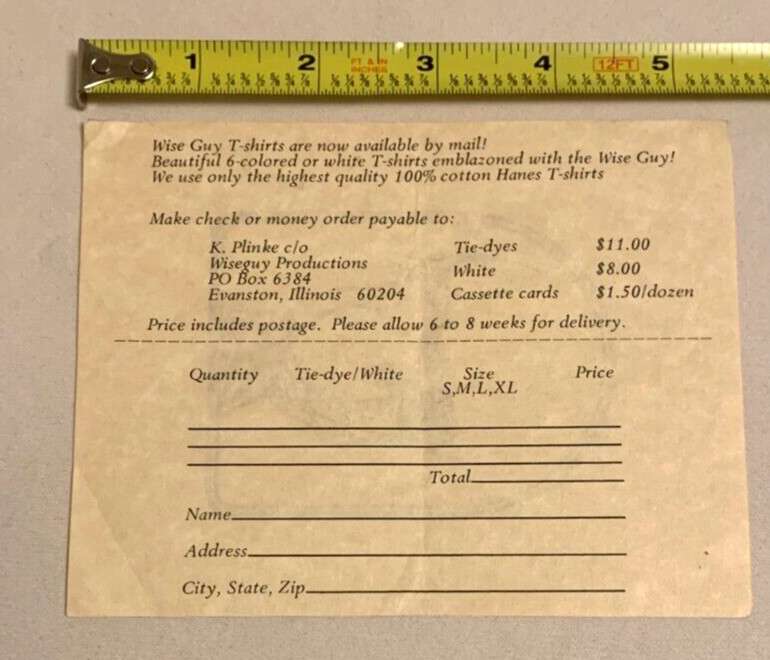 1 2 FT & IN INCHES 3 4 12FT 5
Wise Guy T-shirts are now available by mail!
Beautiful 6-colored or white T-shirts emblazoned with the Wise Guy!
We use only the highest quality 100% cotton Hanes T-shirts
Make check or money order payable to:
K. Plinke c/o
Wiseguy Productions
PO Box 6384
Evanston, Illinois 60204
Tie-dyes $11.00
White $8.00
Cassette cards $1.50/dozen
Price includes postage. Please allow 6 to 8 weeks for delivery.
Quantity Tie-dye/White Size Price
S,M,L,XL
Total
Name
Address
City, State, Zip